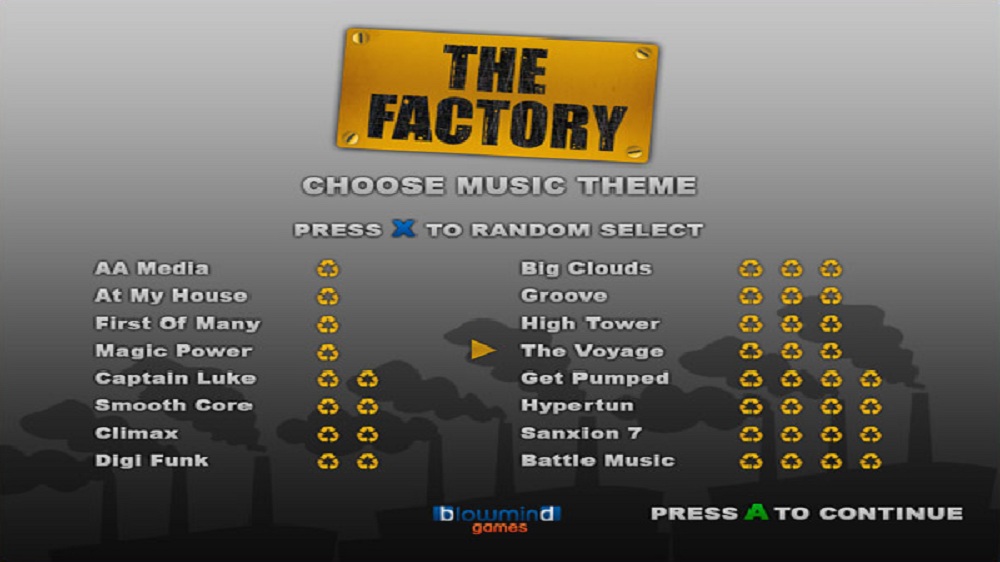 THE
FACTORY
CHOOSE MUSIC THEME
PRESS X TO RANDOM SELECT
AA Media
At My House
First Of Many
Magic Power
Captain Luke
Smooth Core
Climax
Digi Funk
Big Clouds
Groove
High Tower
The Voyage
Get Pumped
Hypertun
Sanxion 7
Battle Music
blowmind
games
PRESS A TO CONTINUE